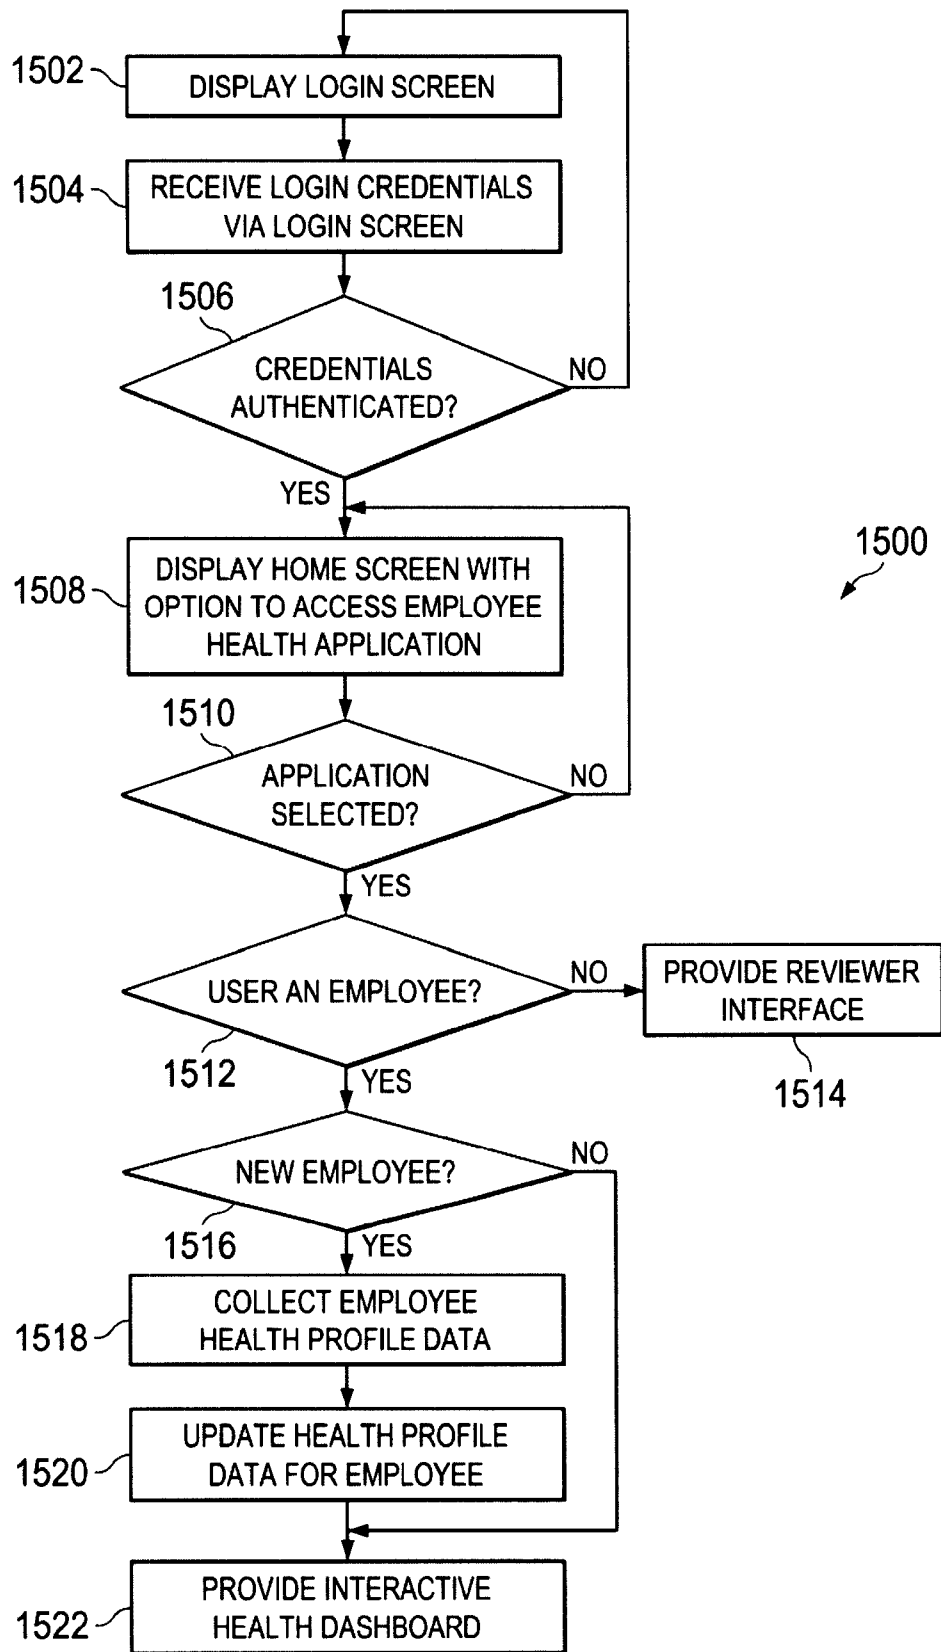 1502
DISPLAY LOGIN SCREEN
1504
RECEIVE LOGIN CREDENTIALS
VIA LOGIN SCREEN
1506
CREDENTIALS
AUTHENTICATED?
NO
YES
1500
1508
DISPLAY HOME SCREEN WITH
OPTION TO ACCESS EMPLOYEE
HEALTH APPLICATION
1510
APPLICATION
SELECTED?
NO
YES
USER AN EMPLOYEE?
NO
PROVIDE REVIEWER
INTERFACE
1512
YES
1514
NEW EMPLOYEE?
NO
1516
YES
1518
COLLECT EMPLOYEE
HEALTH PROFILE DATA
1520
UPDATE HEALTH PROFILE
DATA FOR EMPLOYEE
1522
PROVIDE INTERACTIVE
HEALTH DASHBOARD